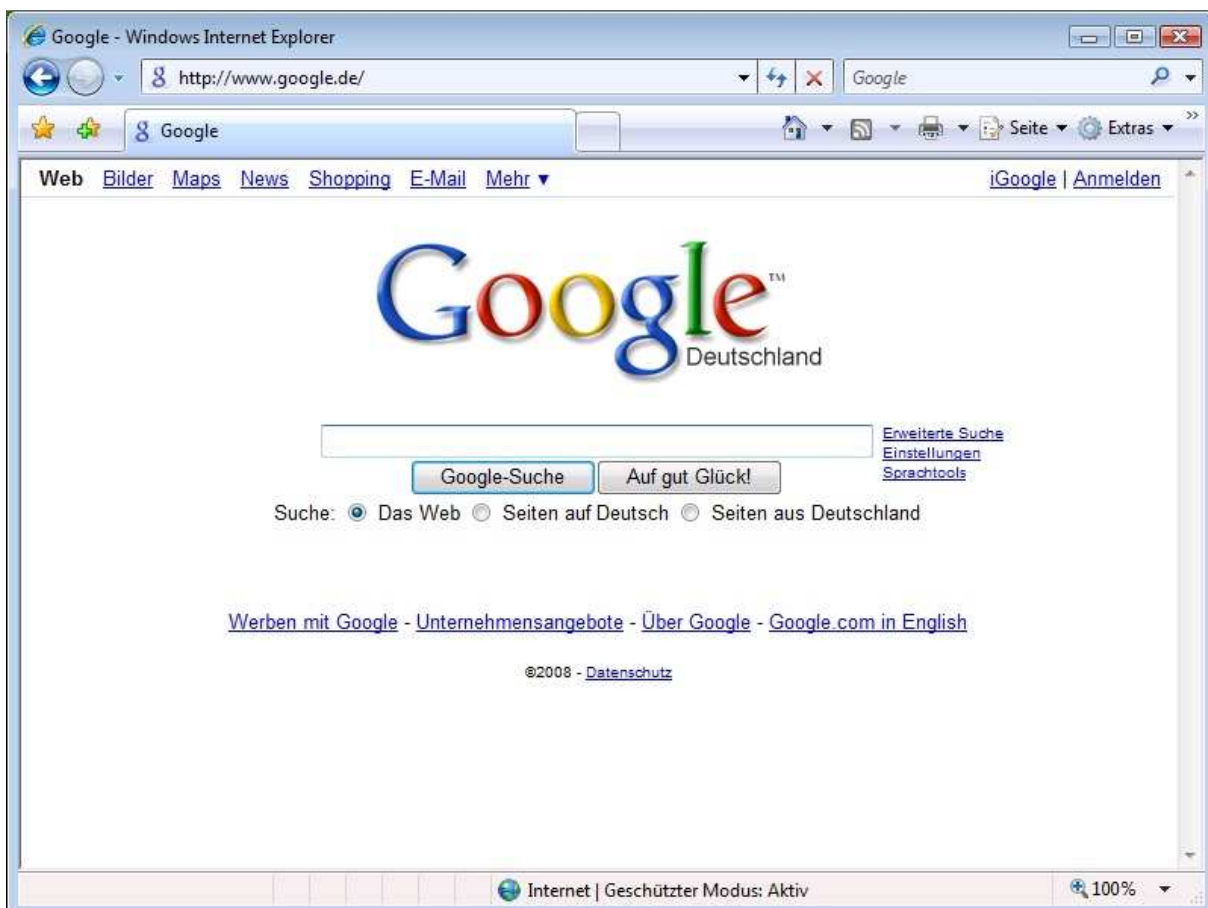 Google - Windows Internet Explorer
http://www.google.de/
Google
Google
Seite
Extras
Web Bilder Maps News Shopping E-Mail Mehr ▼
iGoogle | Anmelden
Google™
Deutschland
Erweiterte Suche
Einstellungen
Sprachtools
Google-Suche Auf gut Glück!
Suche: Das Web Seiten auf Deutsch Seiten aus Deutschland
Werben mit Google - Unternehmensangebote - Über Google - Google.com in English
©2008 - Datenschutz
Internet | Geschützter Modus: Aktiv
100%